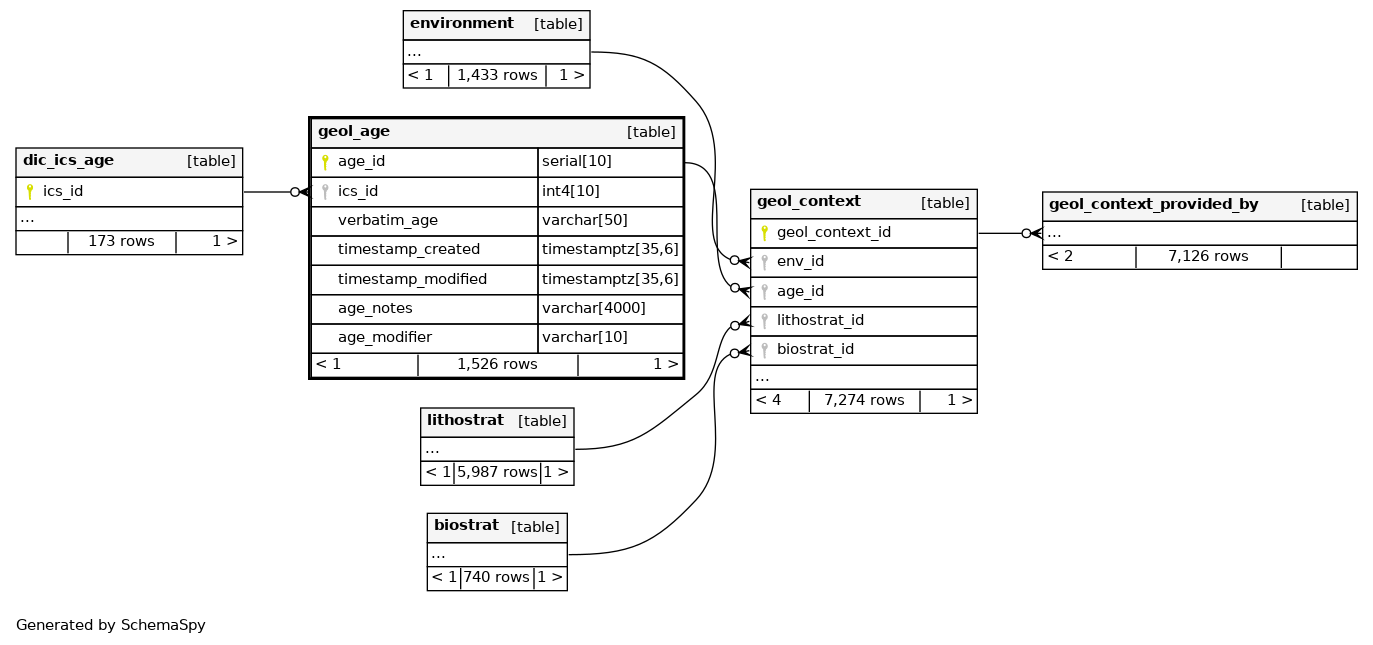 environment [table]
...
< 1 1,433 rows 1 >
geol_age [table]
age_id serial[10]
ics_id int4[10]
verbatim_age varchar[50]
timestamp_created timestamptz[35,6]
timestamp_modified timestamptz[35,6]
age_notes varchar[4000]
age_modifier varchar[10]
< 1 1,526 rows 1 >
dic_ics_age [table]
ics_id
...
173 rows 1 >
geol_context [table]
geol_context_id
env_id
age_id
lithostrat_id
biostrat_id
...
< 4 7,274 rows 1 >
geol_context_provided_by [table]
...
< 2 7,126 rows
lithostrat [table]
...
< 1 5,987 rows 1 >
biostrat [table]
...
< 1 740 rows 1 >
Generated by SchemaSpy